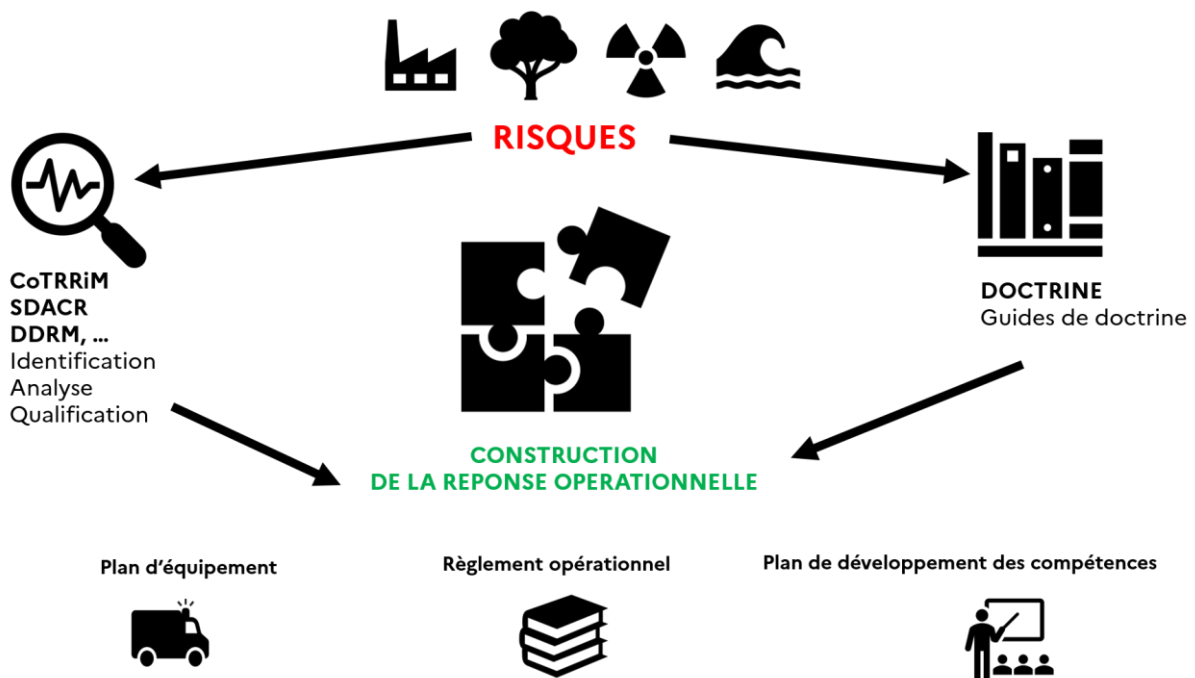 RISQUES
CoTRRiM
SDACR
DDRM, ...
Identification
Analyse
Qualification
DOCTRINE
Guides de doctrine
CONSTRUCTION
DE LA REPONSE OPERATIONNELLE
Plan d'équipement
Règlement opérationnel
Plan de développement des compétences